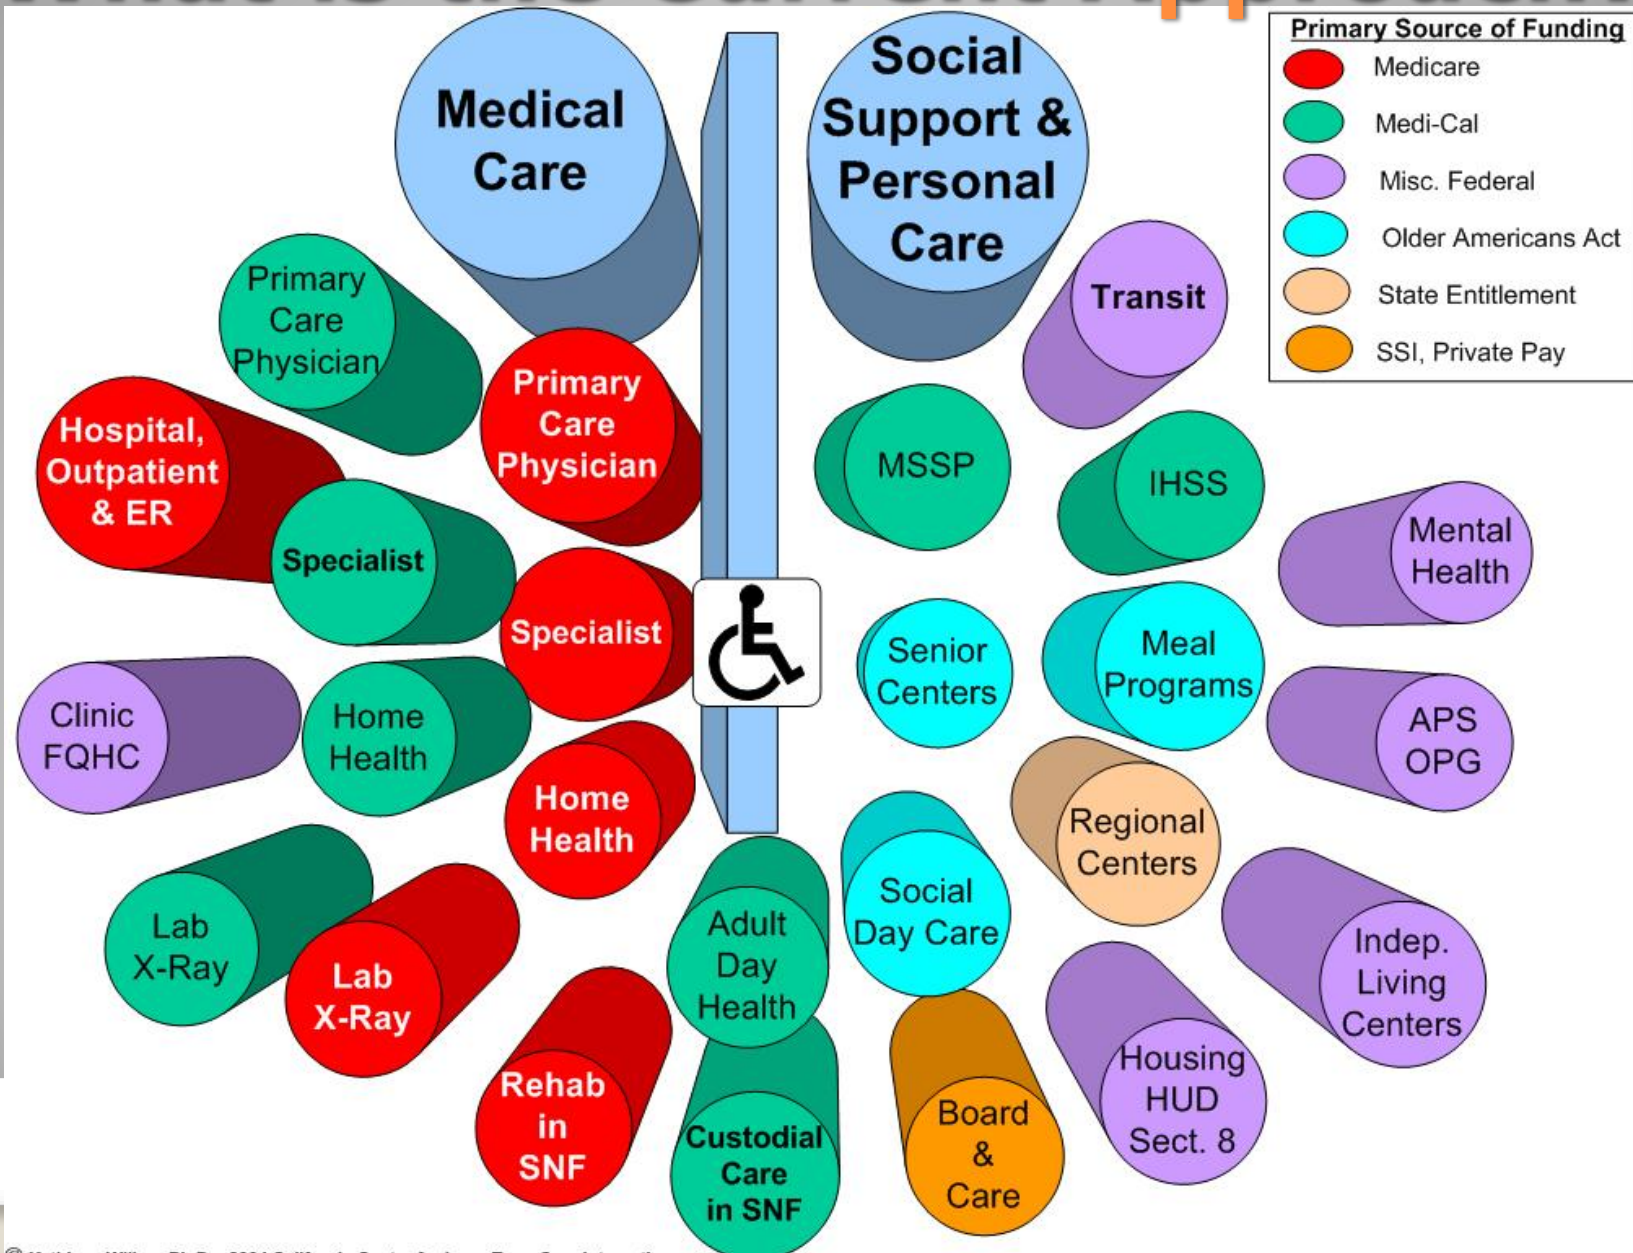 Primary Source of Funding
Medicare
Medi-Cal
Misc. Federal
Older Americans Act
State Entitlement
SSI, Private Pay
Medical
Care
Social
Support &
Personal
Care
Primary
Care
Physician
Primary
Care
Physician
Transit
Hospital,
Outpatient
& ER
MSSP
IHSS
Specialist
Mental
Health
Specialist
Senior
Centers
Meal
Programs
Clinic
FQHC
Home
Health
APS
OPG
Home
Health
Regional
Centers
Lab
X-Ray
Lab
X-Ray
Adult
Day
Health
Social
Day Care
Indep.
Living
Centers
Rehab
in
SNF
Custodial
Care
in SNF
Board
&
Care
Housing
HUD
Sect. 8